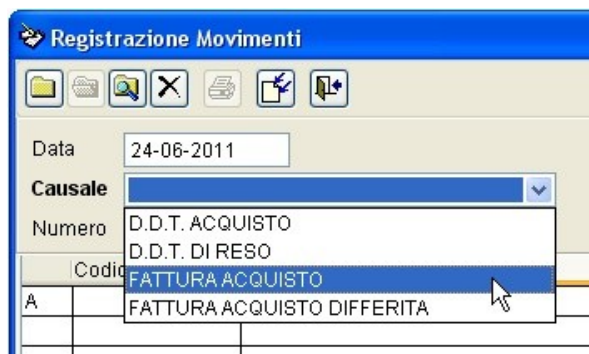 Registrazione Movimenti
Data 24-06-2011
Causale
Numero
D.D.T. ACQUISTO
D.D.T. DI RESO
FATTURA ACQUISTO
FATTURA ACQUISTO DIFFERITA
A